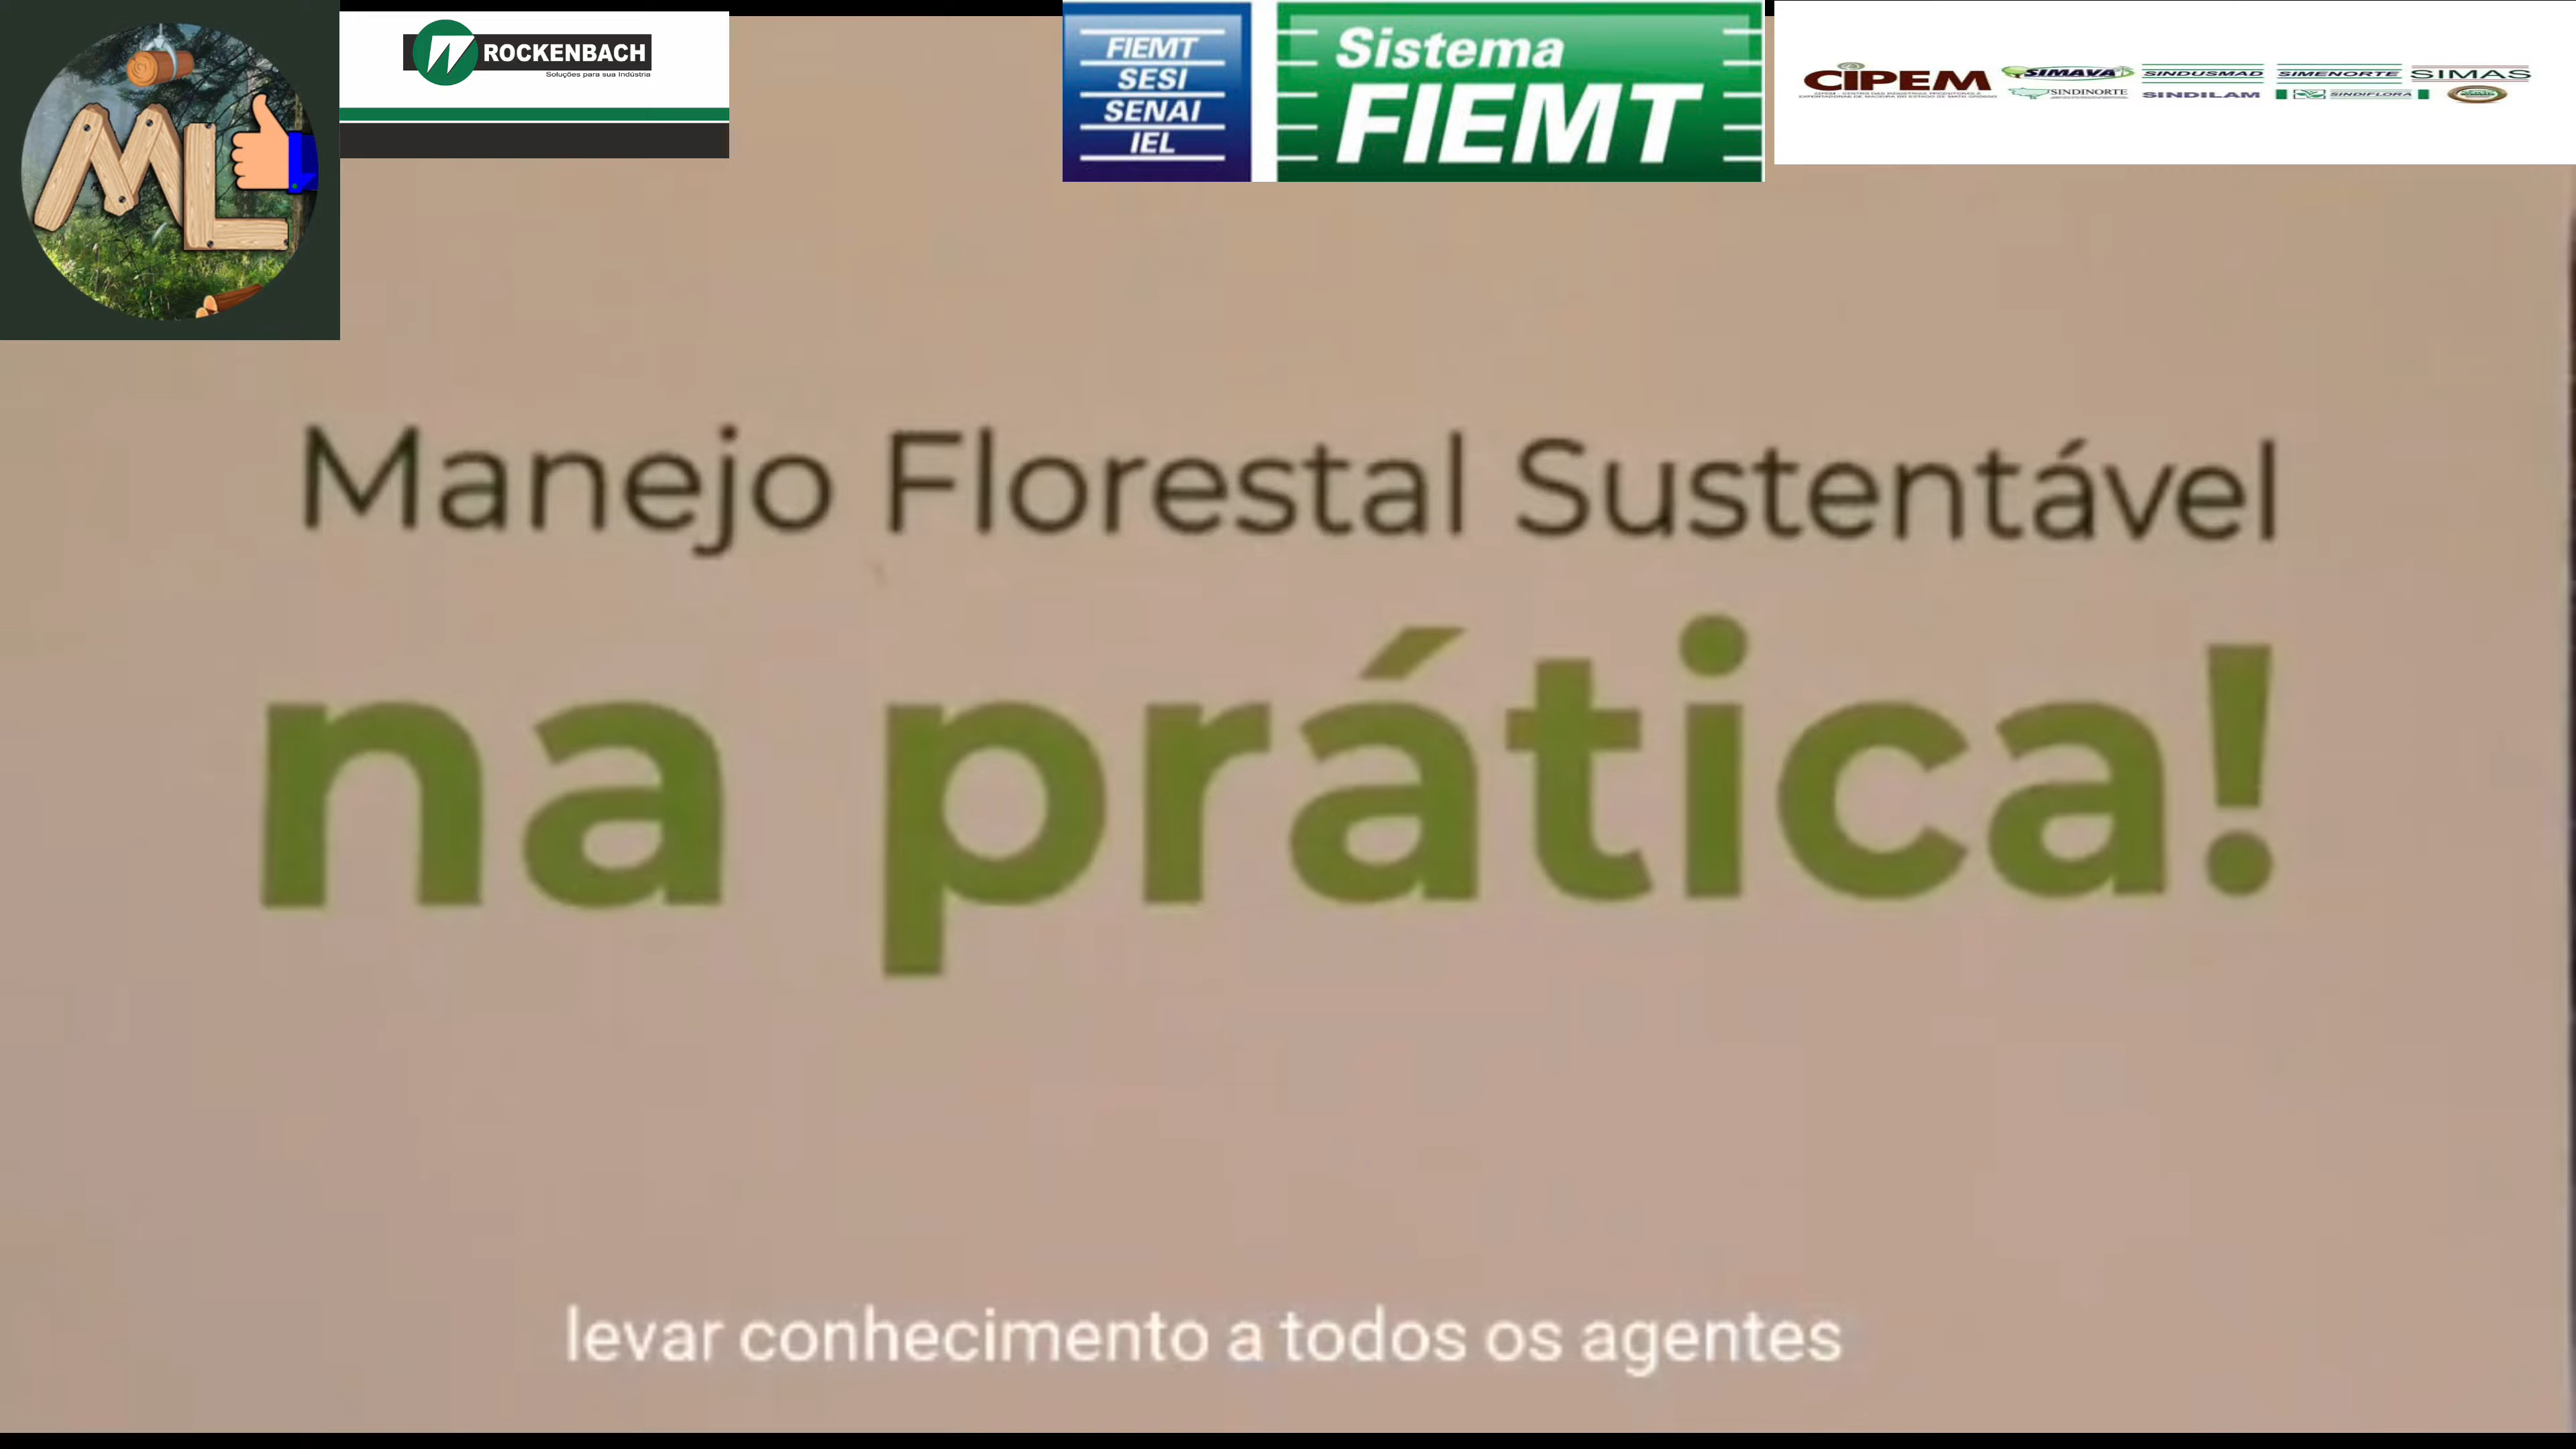 ML
ROCKENBACH
Soluções para sua Indústria
FIEMT
SESI
SENAI
IEL
Sistema
FIEMT
CIPEM
SIMAVA
SINDUSMAD
SIMENORTE
SIMAS
SINDINORTE
SINDILAM
SINDIFLORA
Manejo Florestal Sustentável
na prática!
levar conhecimento a todos os agentes